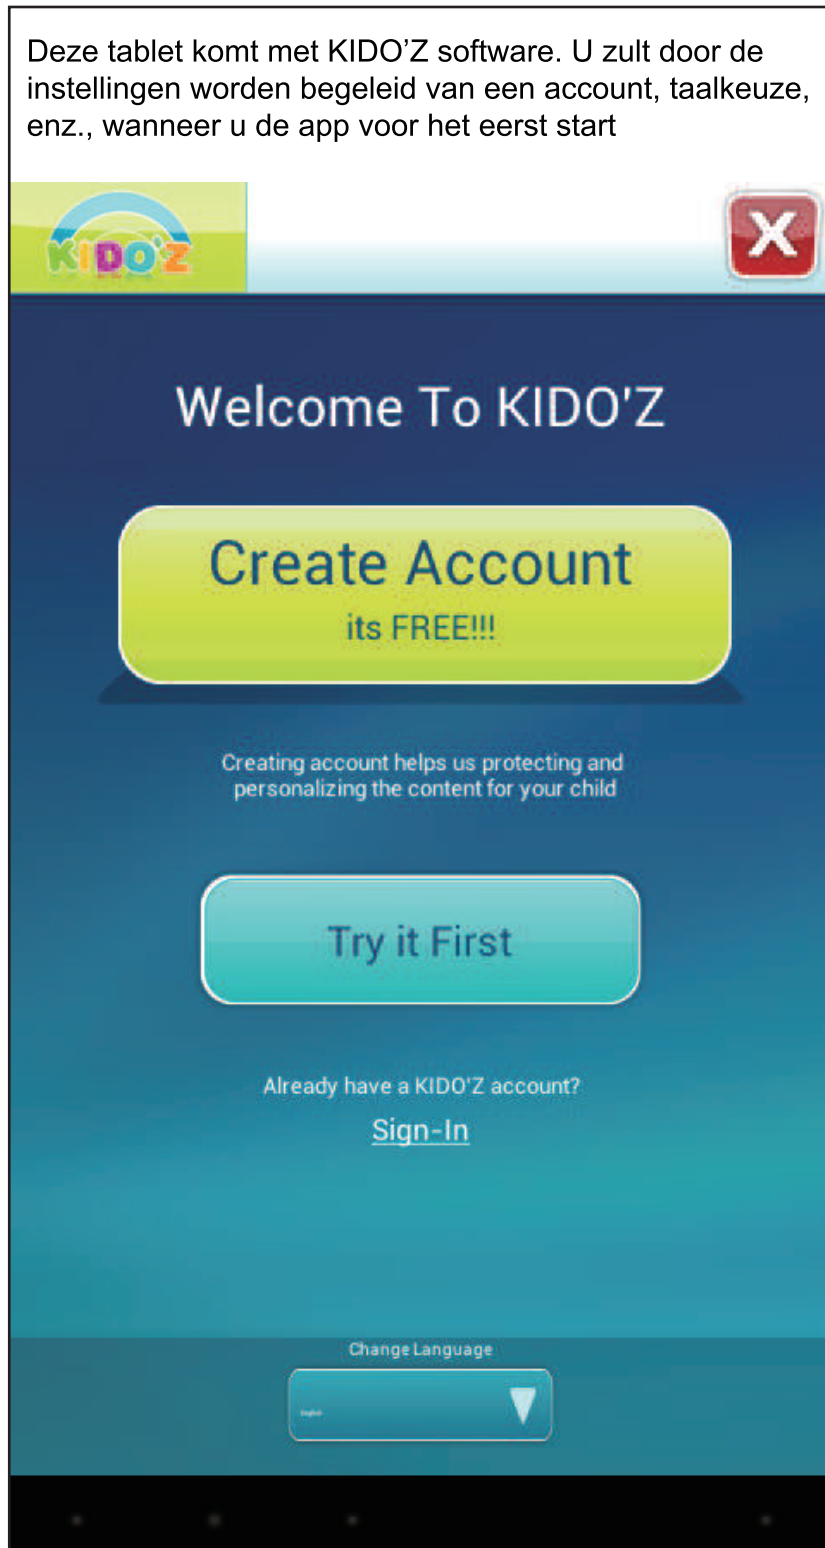 Deze tablet komt met KIDO’Z software. U zult door de
instellingen worden begeleid van een account, taalkeuze,
enz., wanneer u de app voor het eerst start
KIDO'Z
X
Welcome To KIDO'Z
Create Account
its FREE!!!
Creating account helps us protecting and
personalizing the content for your child
Try it First
Already have a KIDO'Z account?
Sign-In
Change Language
English